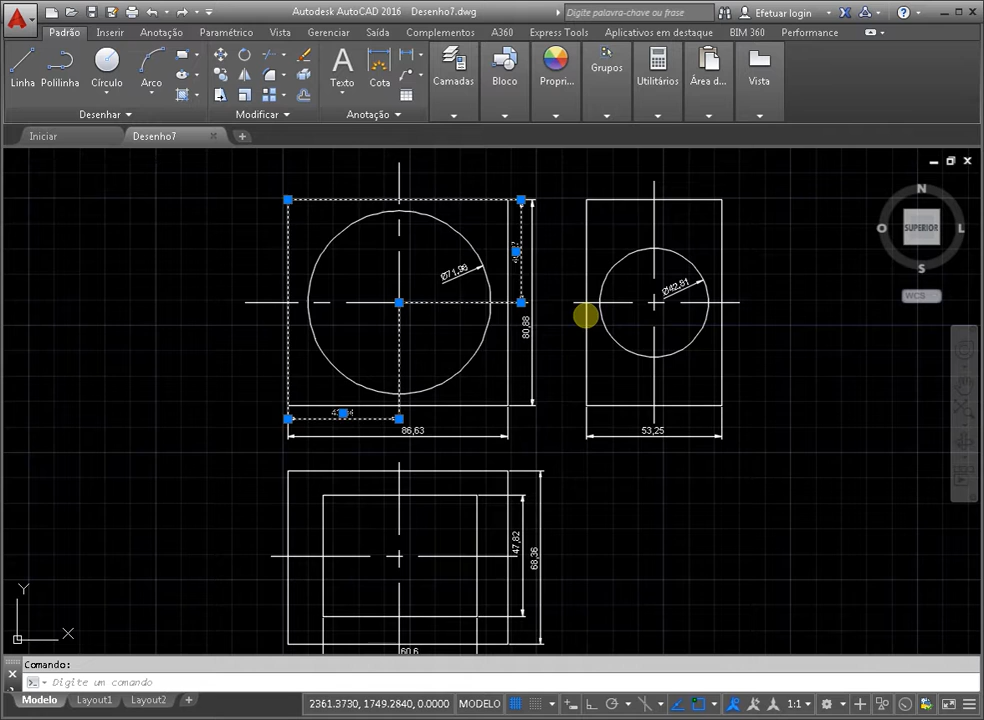 Autodesk AutoCAD 2016 Desenho7.dwg
Digite palavra-chave ou frase
Efetuar login
Padrão Inserir Anotação Paramétrico Vista Gerenciar Saída Complementos A360 Express Tools Aplicativos em destaque BIM 360 Performance
Linha Polilinha Círculo Arco
Texto Cota Camadas Bloco Propri... Grupos Utilitários Área d... Vista
Desenhar Modificar Anotação
Iniciar Desenho7
N
O SUPERIOR L
S
WCS
Ø71,96
Ø42,81
80,88
86,63
53,25
47,82
68,36
60,6
Y
X
Comando:
Digite um comando
Modelo Layout1 Layout2
2361.3730, 1749.2840, 0.0000 MODELO 1:1